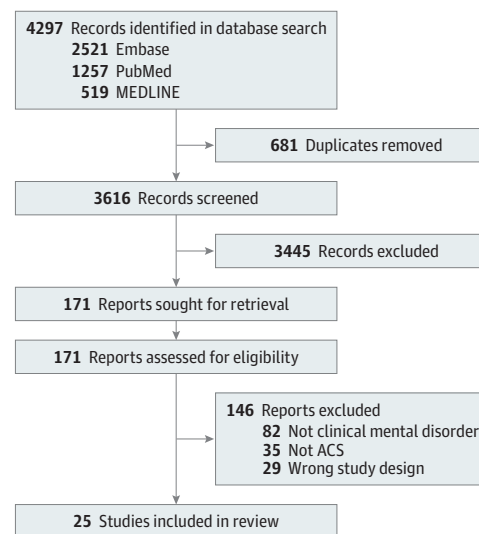 4297 Records identified in database search
2521 Embase
1257 PubMed
519 MEDLINE
681 Duplicates removed
3616 Records screened
3445 Records excluded
171 Reports sought for retrieval
171 Reports assessed for eligibility
146 Reports excluded
82 Not clinical mental disorder
35 Not ACS
29 Wrong study design
25 Studies included in review